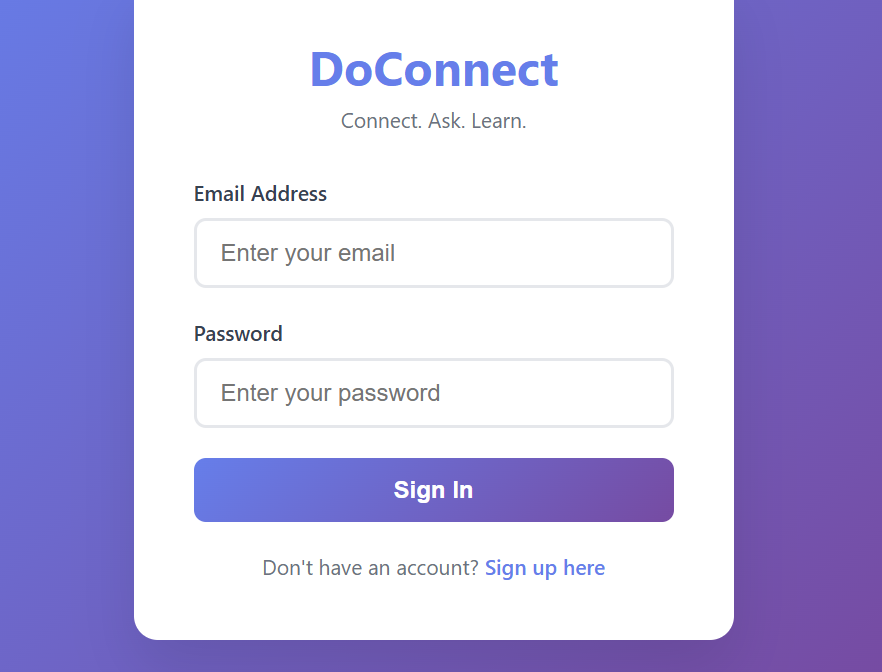 DoConnect
Connect. Ask. Learn.
Email Address
Enter your email
Password
Enter your password
Sign In
Don't have an account? Sign up here